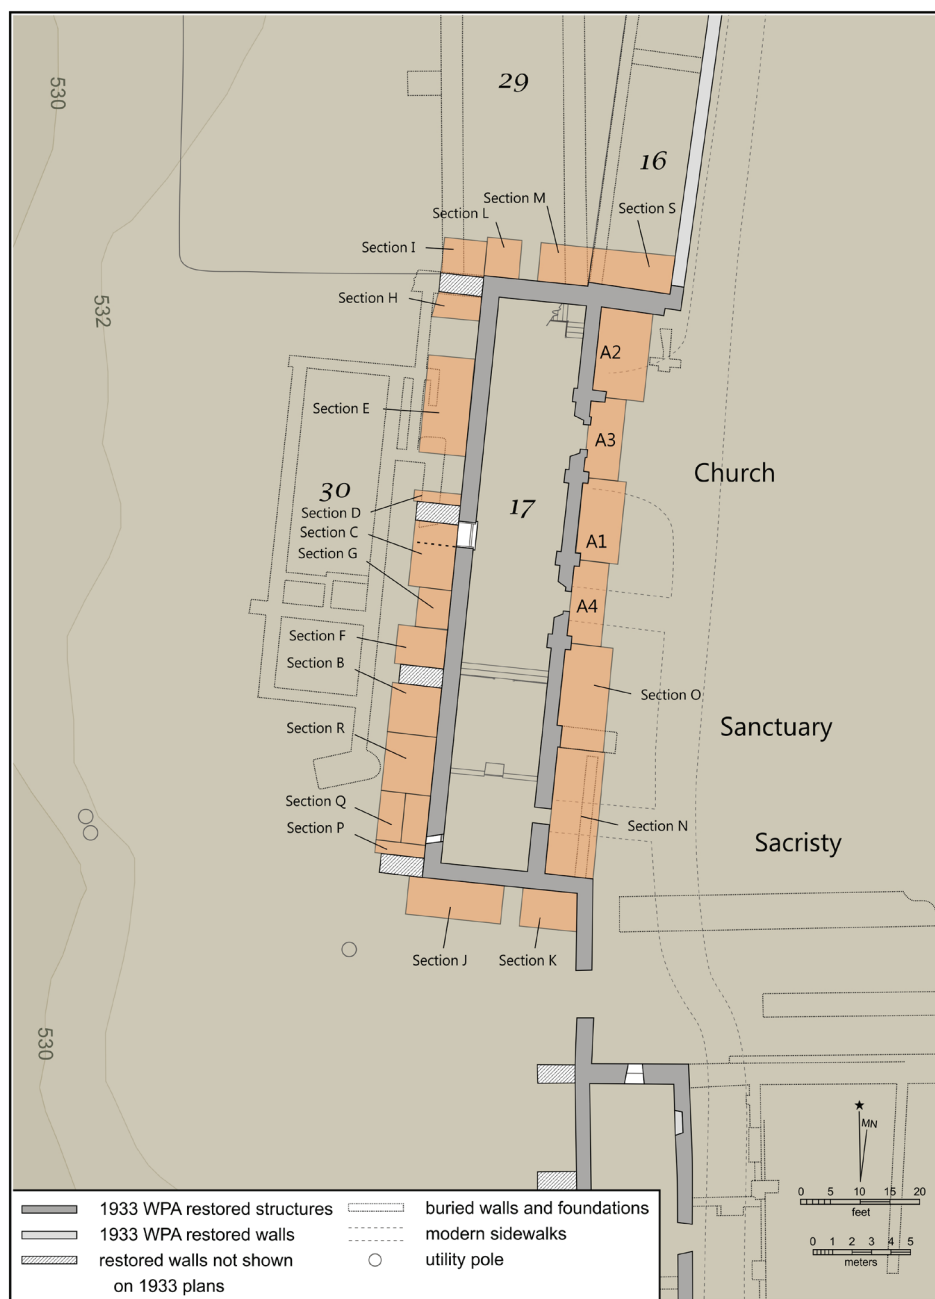 530
29
16
Section M
Section L
Section S
Section I
Section H
532
A2
Section E
A3
Church
30
17
Section D
Section C
A1
Section G
A4
Section F
Section B
Section O
Section R
Sanctuary
Section Q
Section P
Section N
Sacristy
Section J
Section K
530
MN
0 5 10 15 20
feet
0 1 2 3 4 5
meters
1933 WPA restored structures
1933 WPA restored walls
restored walls not shown
on 1933 plans
buried walls and foundations
modern sidewalks
utility pole